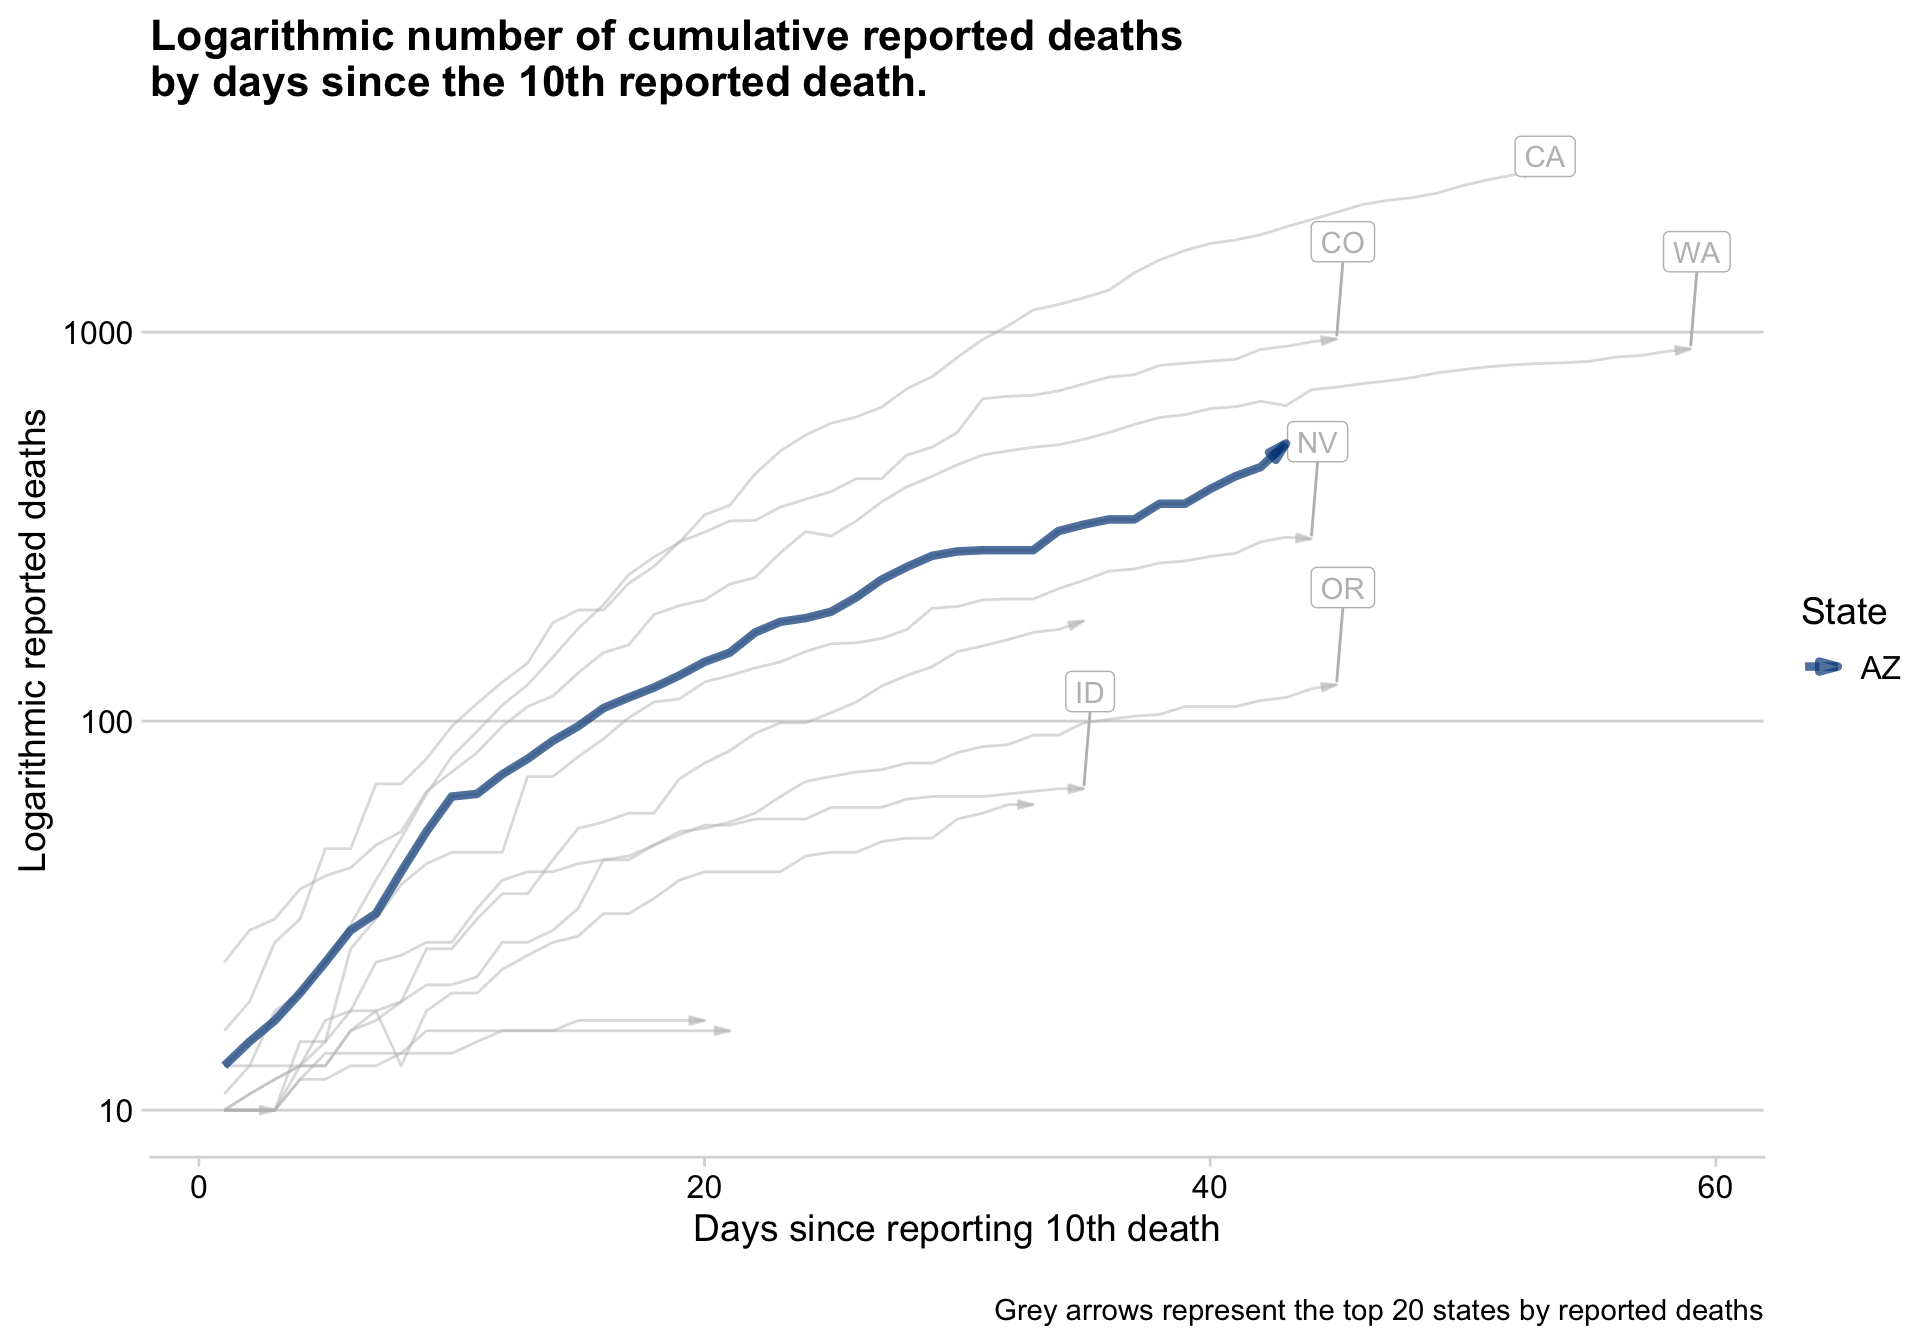 Logarithmic number of cumulative reported deaths
by days since the 10th reported death.
CA
CO
WA
1000
NV
OR
State
AZ
ID
100
10
Logarithmic reported deaths
0 20 40 60
Days since reporting 10th death
Grey arrows represent the top 20 states by reported deaths